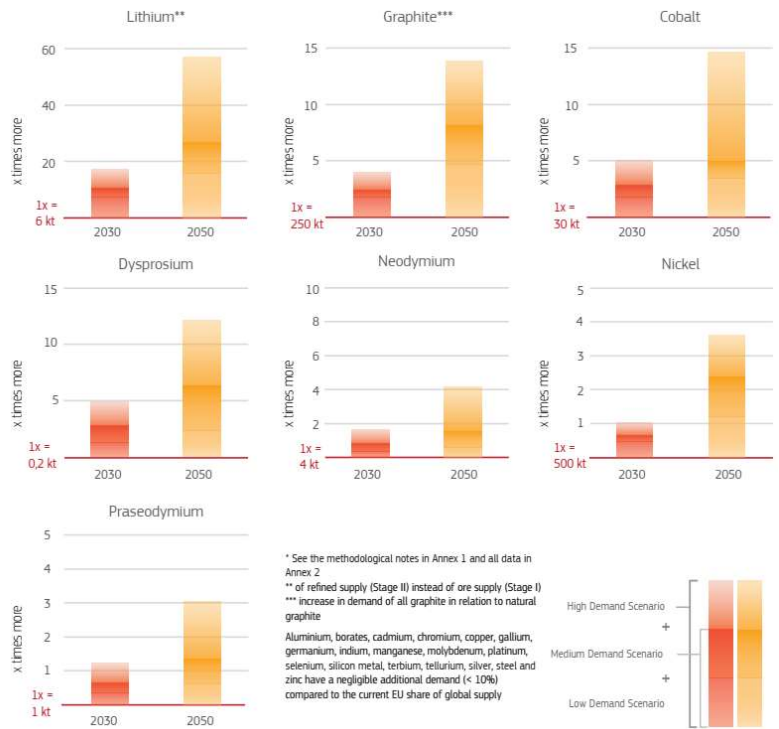 Lithium**
x times more
60
40
20
1x =
6 kt
2030
2050
Graphite***
x times more
15
10
5
1x =
250 kt
2030
2050
Cobalt
x times more
15
10
5
1x =
30 kt
2030
2050
Dysprosium
x times more
15
10
5
1x =
0,2 kt
2030
2050
Neodymium
x times more
10
8
6
4
2
1x =
4 kt
2030
2050
Nickel
x times more
5
4
3
2
1
1x =
500 kt
2030
2050
Praseodymium
x times more
5
4
3
2
1
1x =
1 kt
2030
2050
* See the methodological notes in Annex 1 and all data in
Annex 2
** of refined supply (Stage II) instead of ore supply (Stage I)
*** increase in demand of all graphite in relation to natural
graphite
Aluminium, borates, cadmium, chromium, copper, gallium,
germanium, indium, manganese, molybdenum, platinum,
selenium, silicon metal, terbium, tellurium, silver, steel and
zinc have a negligible additional demand (< 10%)
compared to the current EU share of global supply
High Demand Scenario
+
Medium Demand Scenario
+
Low Demand Scenario